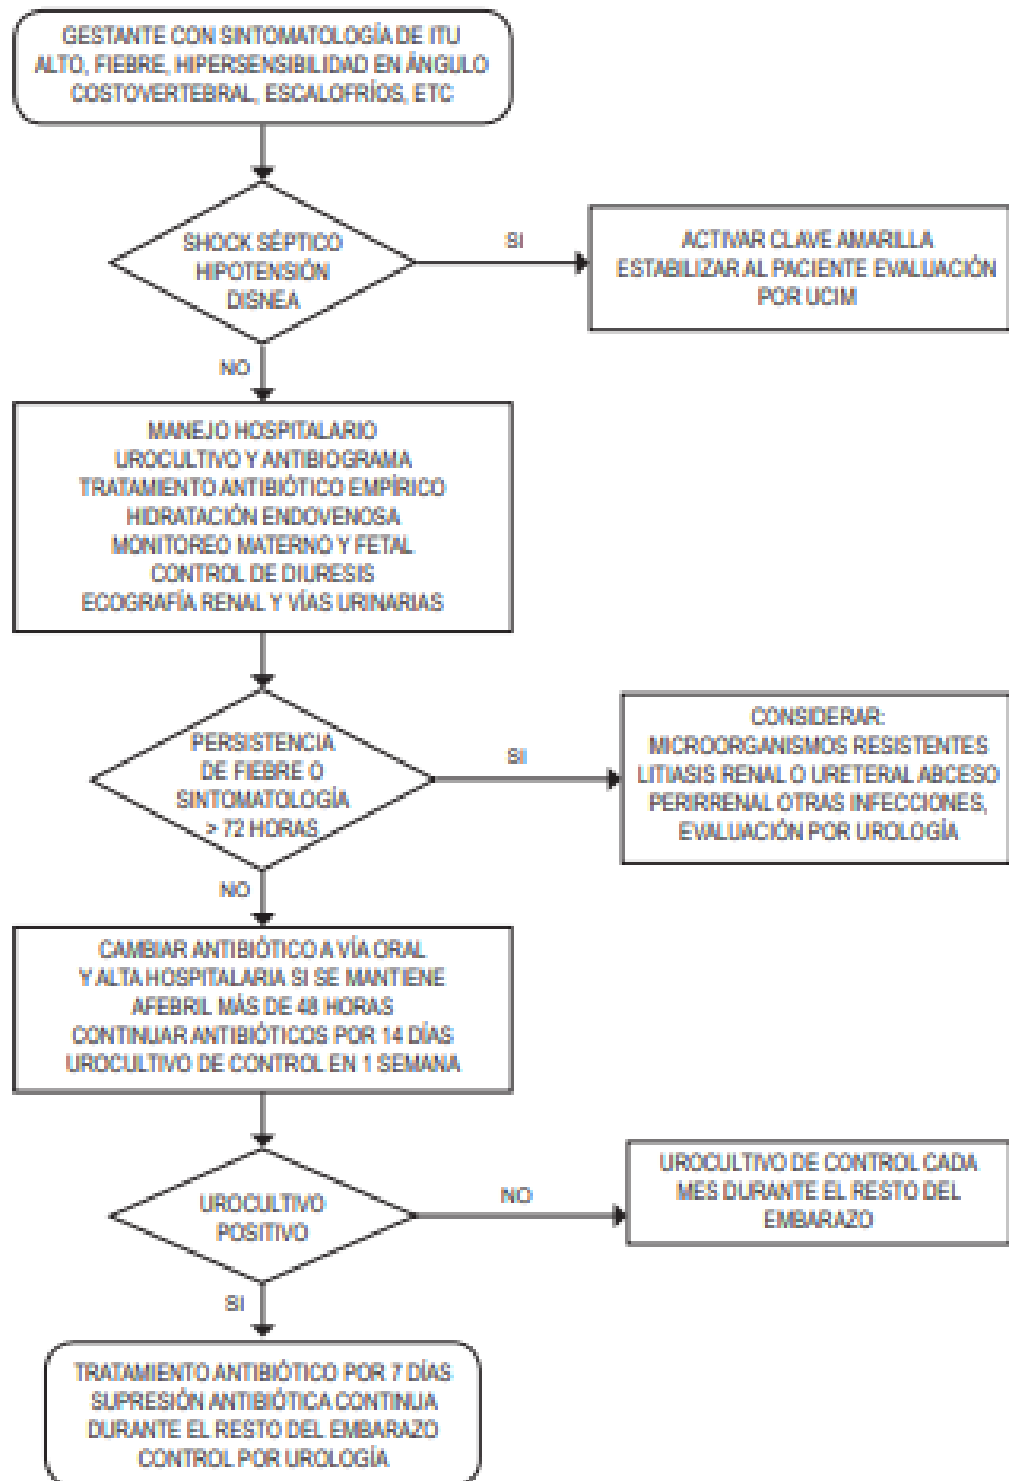 GESTANTE CON SINTOMATOLOGÍA DE ITU
ALTO, FIEBRE, HIPERSENSIBILIDAD EN ÁNGULO
COSTOVERTEBRAL, ESCALOFRÍOS, ETC
SHOCK SÉPTICO
HIPOTENSIÓN
DISNEA
SI
ACTIVAR CLAVE AMARILLA
ESTABILIZAR AL PACIENTE EVALUACIÓN
POR UCIM
NO
MANEJO HOSPITALARIO
UROCULTIVO Y ANTIBIOGRAMA
TRATAMIENTO ANTIBIÓTICO EMPÍRICO
HIDRATACIÓN ENDOVENOSA
MONITOREO MATERNO Y FETAL
CONTROL DE DIURESIS
ECOGRAFÍA RENAL Y VÍAS URINARIAS
PERSISTENCIA
DE FIEBRE O
SINTOMATOLOGÍA
> 72 HORAS
SI
CONSIDERAR:
MICROORGANISMOS RESISTENTES
LITIASIS RENAL O URETERAL ABCESO
PERIRRENAL OTRAS INFECCIONES,
EVALUACIÓN POR UROLOGÍA
NO
CAMBIAR ANTIBIÓTICO A VÍA ORAL
Y ALTA HOSPITALARIA SI SE MANTIENE
AFEBRIL MÁS DE 48 HORAS
CONTINUAR ANTIBIÓTICOS POR 14 DÍAS
UROCULTIVO DE CONTROL EN 1 SEMANA
UROCULTIVO
POSITIVO
NO
UROCULTIVO DE CONTROL CADA
MES DURANTE EL RESTO DEL
EMBARAZO
SI
TRATAMIENTO ANTIBIÓTICO POR 7 DÍAS
SUPRESIÓN ANTIBIÓTICA CONTINUA
DURANTE EL RESTO DEL EMBARAZO
CONTROL POR UROLOGÍA